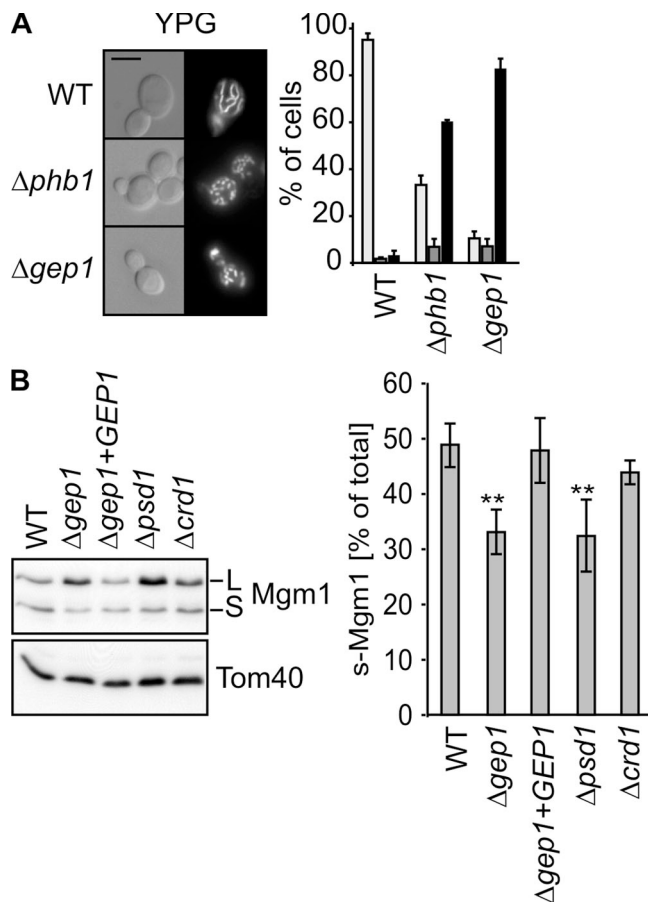 A
YPG
WT
Δphb1
Δgep1
% of cells
100
80
60
40
20
0
WT
Δphb1
Δgep1
B
WT
Δgep1
Δgep1+GEP1
Δpsd1
Δcrd1
L
Mgm1
S
Tom40
s-Mgm1 [% of total]
60
50
40
30
20
10
0
**
**
WT
Δgep1
Δgep1+GEP1
Δpsd1
Δcrd1